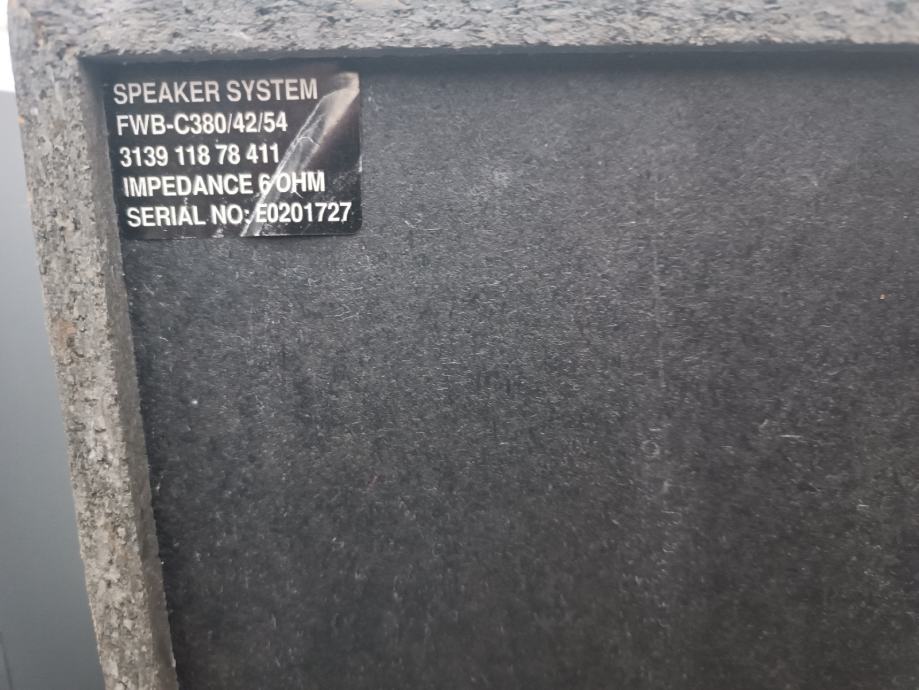 SPEAKER SYSTEM
FWB-C380/42/54
3139 118 78 411
IMPEDANCE 6 OHM
SERIAL NO: E0201727